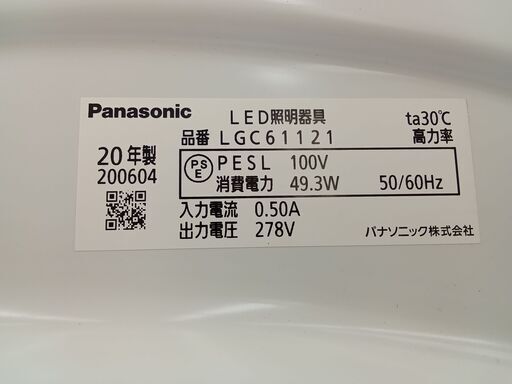 Panasonic
LED照明器具
ta30℃
品番 LGC61121
高力率
20年製
200604
PSE
PESL 100V
消費電力 49.3W 50/60Hz
入力電流 0.50A
出力電圧 278V
パナソニック株式会社